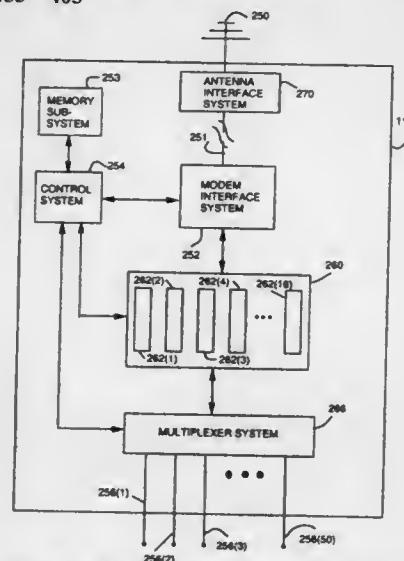 250
253
MEMORY
SUB-
SYSTEM
ANTENNA
INTERFACE
SYSTEM
270
254
251
CONTROL
SYSTEM
MODEM
INTERFACE
SYSTEM
252
260
262(2)
262(4)
262(16)
262(1)
262(3)
266
MULTIPLEXER SYSTEM
256(1)
256(2)
256(3)
256(50)